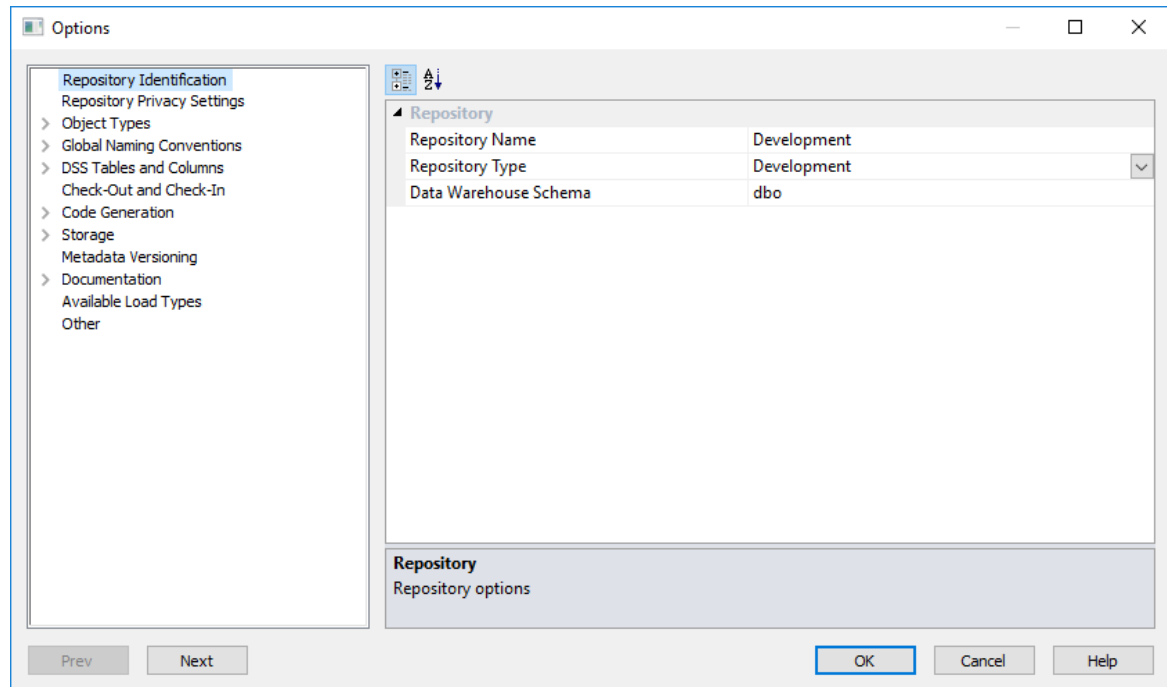 Options
Repository Identification
Repository Privacy Settings
Object Types
Global Naming Conventions
DSS Tables and Columns
Check-Out and Check-In
Code Generation
Storage
Metadata Versioning
Documentation
Available Load Types
Other
Repository
Repository Name Development
Repository Type Development
Data Warehouse Schema dbo
Repository
Repository options
Prev Next OK Cancel Help